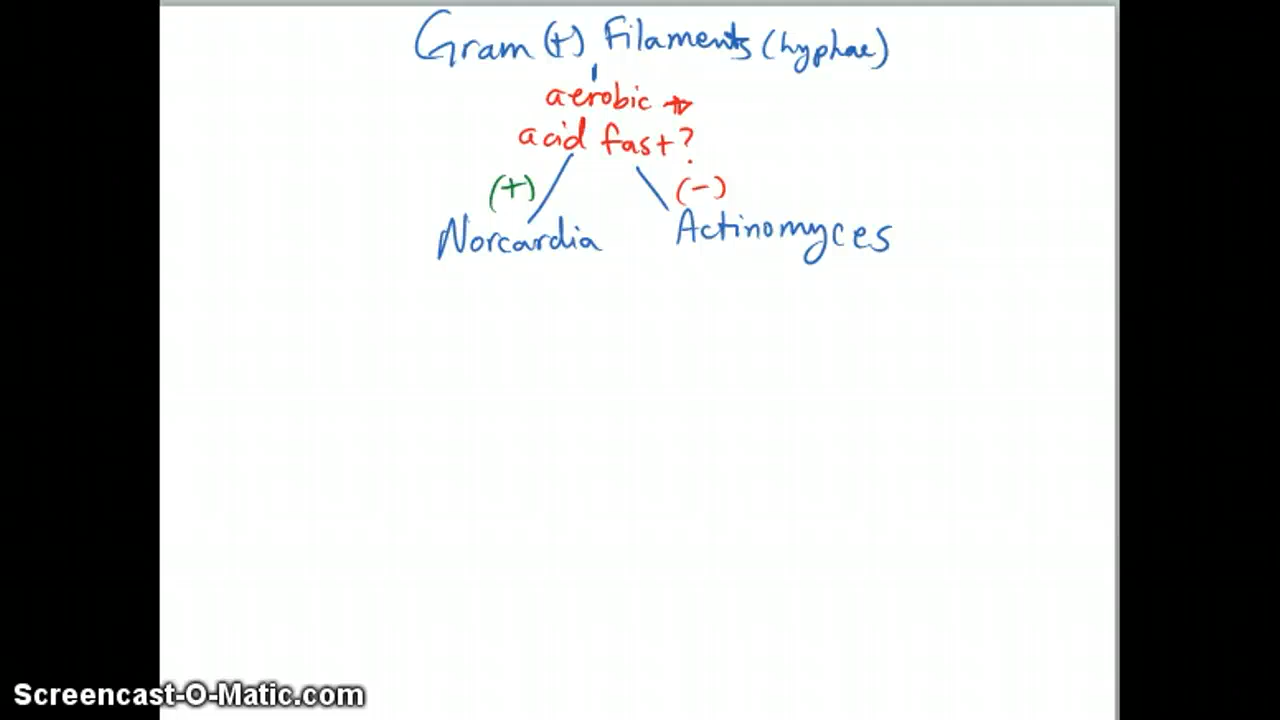 Gram (+) Filaments (hyphae)
aerobic
acid fast?
(+) (-)
Norcardia Actinomyces
Screencast-O-Matic.com